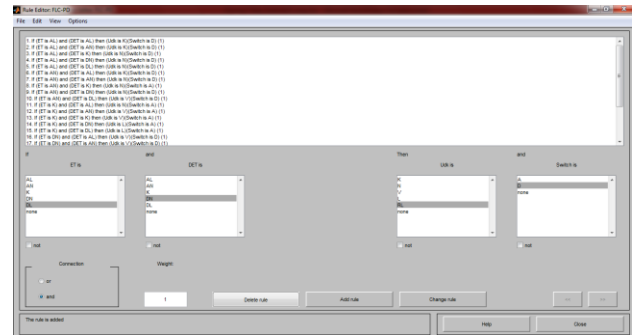 Rule Editor: FLC-PD
File Edit View Options
1. If (ET is AL) and (DET is AL) then (Udk is K)(Switch is D) (1)
2. If (ET is AL) and (DET is AN) then (Udk is K)(Switch is D) (1)
3. If (ET is AL) and (DET is K) then (Udk is N)(Switch is D) (1)
4. If (ET is AL) and (DET is DN) then (Udk is N)(Switch is D) (1)
5. If (ET is AL) and (DET is DL) then (Udk is N)(Switch is D) (1)
6. If (ET is AN) and (DET is AL) then (Udk is K)(Switch is D) (1)
7. If (ET is AN) and (DET is AN) then (Udk is N)(Switch is D) (1)
8. If (ET is AN) and (DET is K) then (Udk is N)(Switch is A) (1)
9. If (ET is AN) and (DET is DN) then (Udk is N)(Switch is D) (1)
10. If (ET is AN) and (DET is DL) then (Udk is V)(Switch is D) (1)
11. If (ET is K) and (DET is AL) then (Udk is N)(Switch is A) (1)
12. If (ET is K) and (DET is AN) then (Udk is V)(Switch is A) (1)
13. If (ET is K) and (DET is K) then (Udk is V)(Switch is A) (1)
14. If (ET is K) and (DET is DN) then (Udk is L)(Switch is A) (1)
15. If (ET is K) and (DET is DL) then (Udk is L)(Switch is A) (1)
16. If (ET is DN) and (DET is AL) then (Udk is V)(Switch is D) (1)
17. If (ET is DN) and (DET is AN) then (Udk is V)(Switch is D) (1)
If and Then and
ET is DET is Udk is Switch is
AL AL K A
AN AN N D
K K V none
DN DN L
DL DL RL
none none none
not not not not
Connection Weight
or
and 1 Delete rule Add rule Change rule << >>
The rule is added Help Close